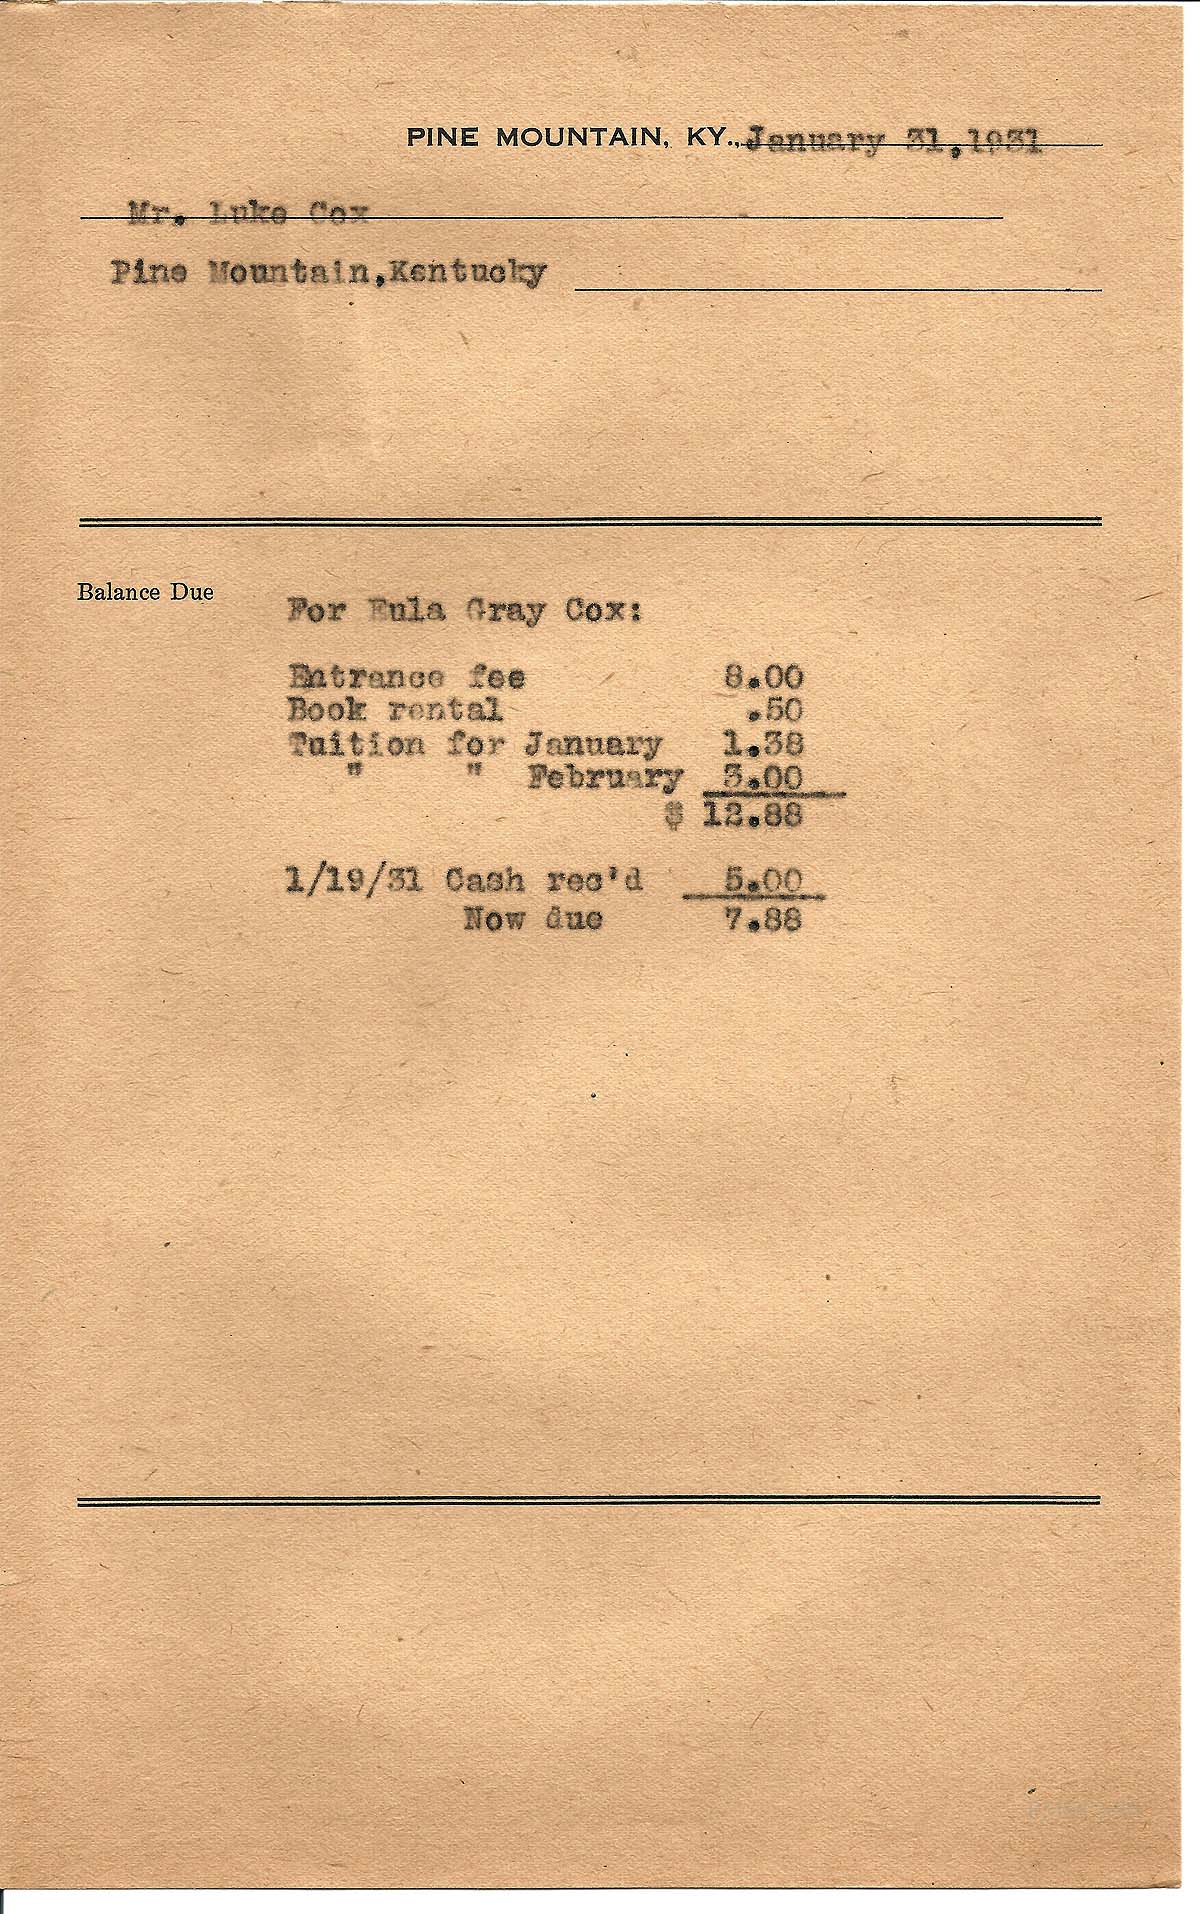 PINE MOUNTAIN, KY., January 31,1931
Mr. Luke Cox
Pine Mountain,Kentucky
Balance Due
For Eula Gray Cox:
Entrance fee 8.00
Book rental .50
Tuition for January 1.38
" " February 3.00
$ 12.88
1/19/31 Cash rec'd 5.00
Now due 7.88